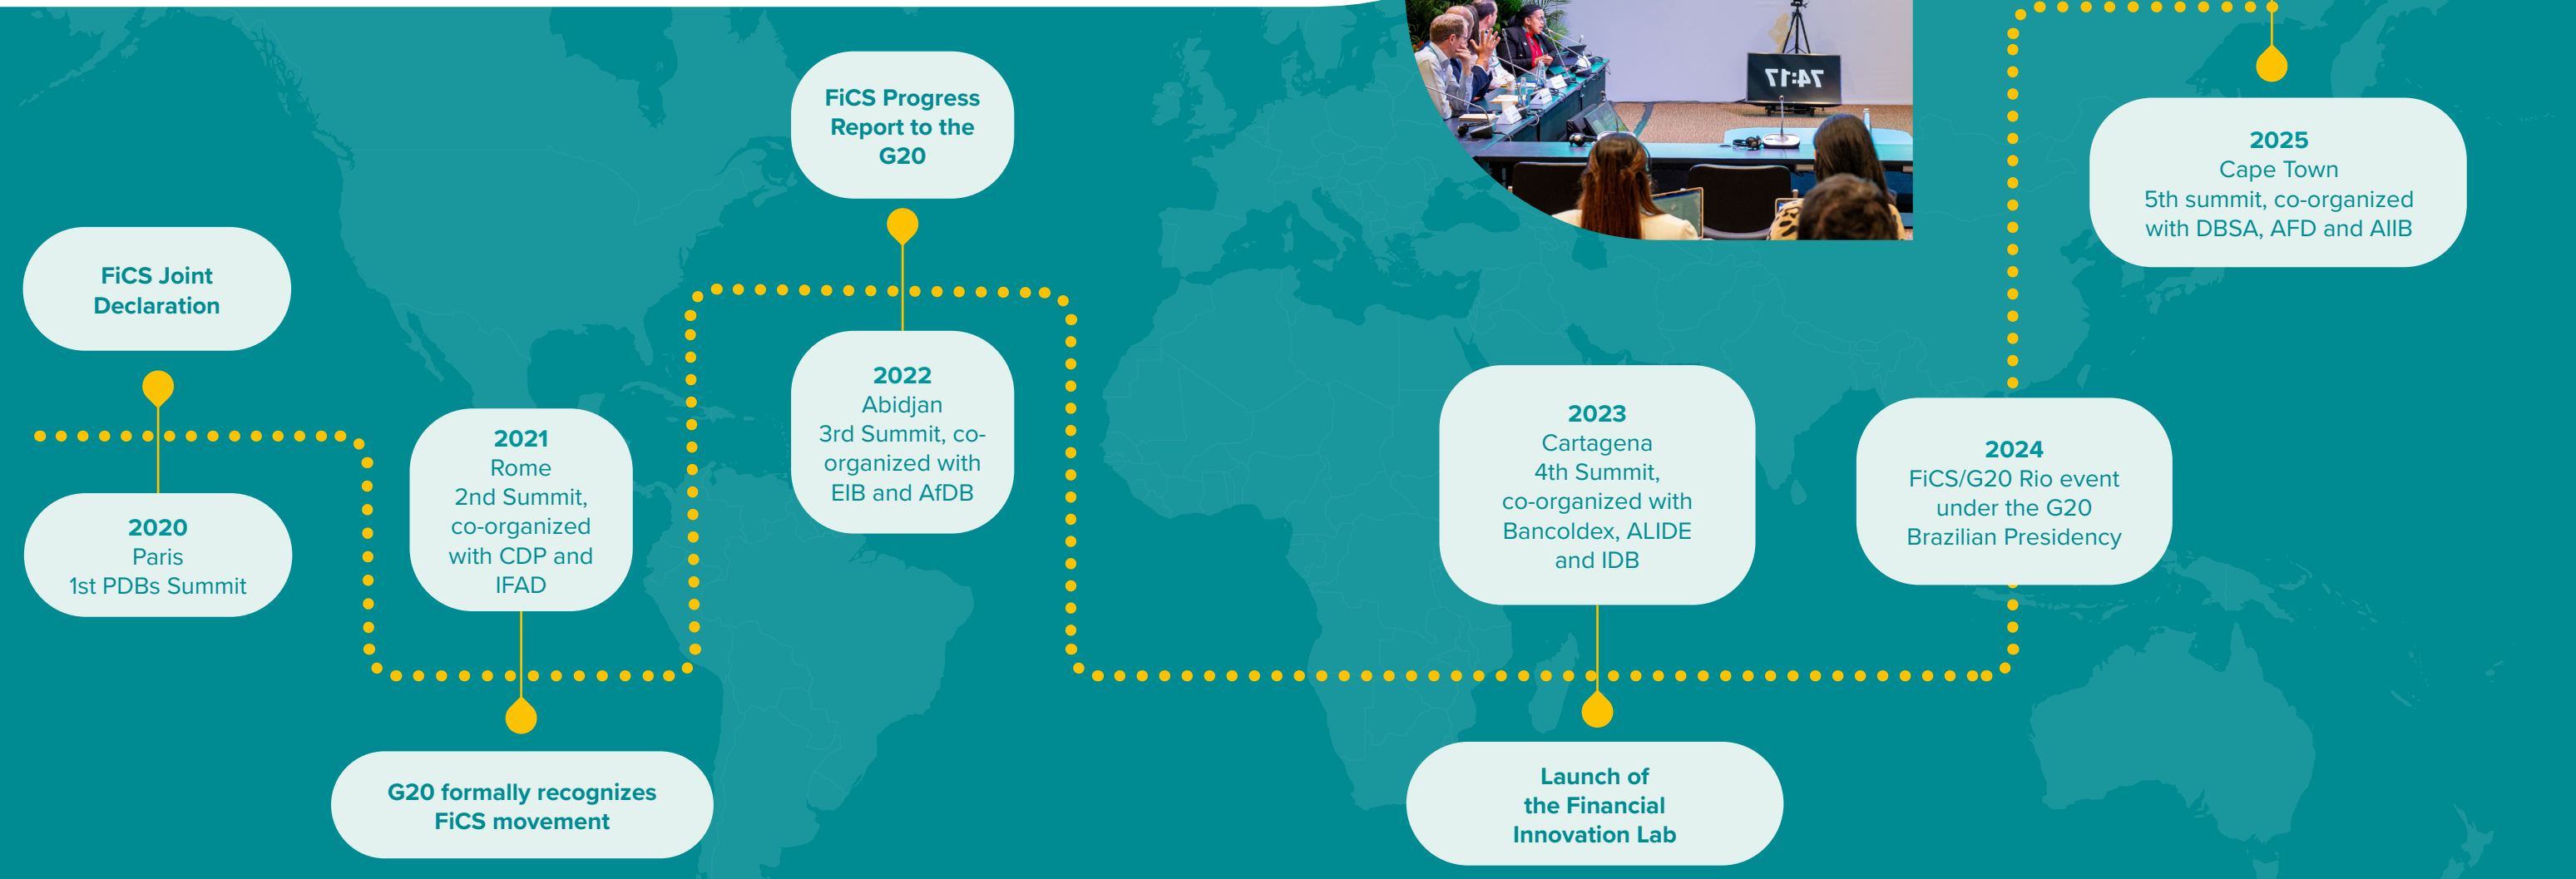 FiCS Joint
Declaration
2020
Paris
1st PDBs Summit
2021
Rome
2nd Summit,
co-organized
with CDP and
IFAD
G20 formally recognizes
FiCS movement
FiCS Progress
Report to the
G20
2022
Abidjan
3rd Summit, co-
organized with
EIB and AfDB
74:17
2023
Cartagena
4th Summit,
co-organized with
Bancoldex, ALIDE
and IDB
Launch of
the Financial
Innovation Lab
2024
FiCS/G20 Rio event
under the G20
Brazilian Presidency
2025
Cape Town
5th summit, co-organized
with DBSA, AFD and AIIB